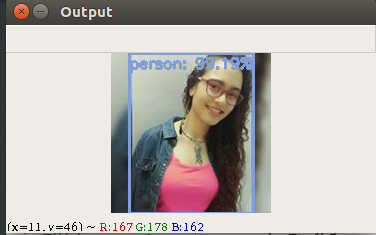 Output
person: 99.19%
(x=11, y=46) ~ R:167 G:178 B:162